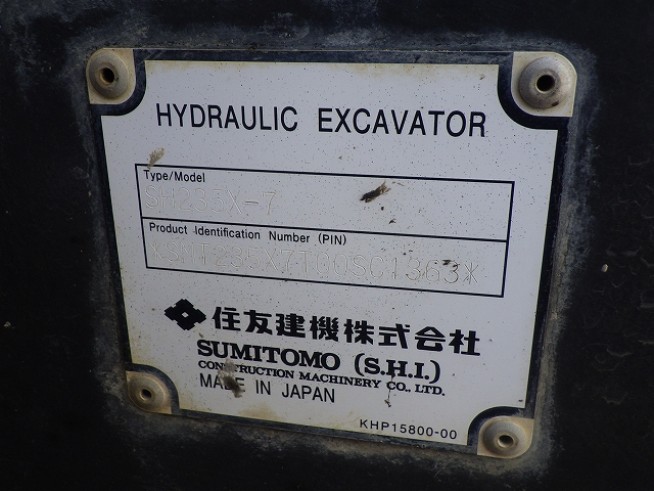 HYDRAULIC EXCAVATOR
Type/Model
Product Identification Number (PIN)
住友建機株式会社
SUMITOMO (S.H.I.)
CONSTRUCTION MACHINERY CO., LTD.
MADE IN JAPAN
KHP15800-00